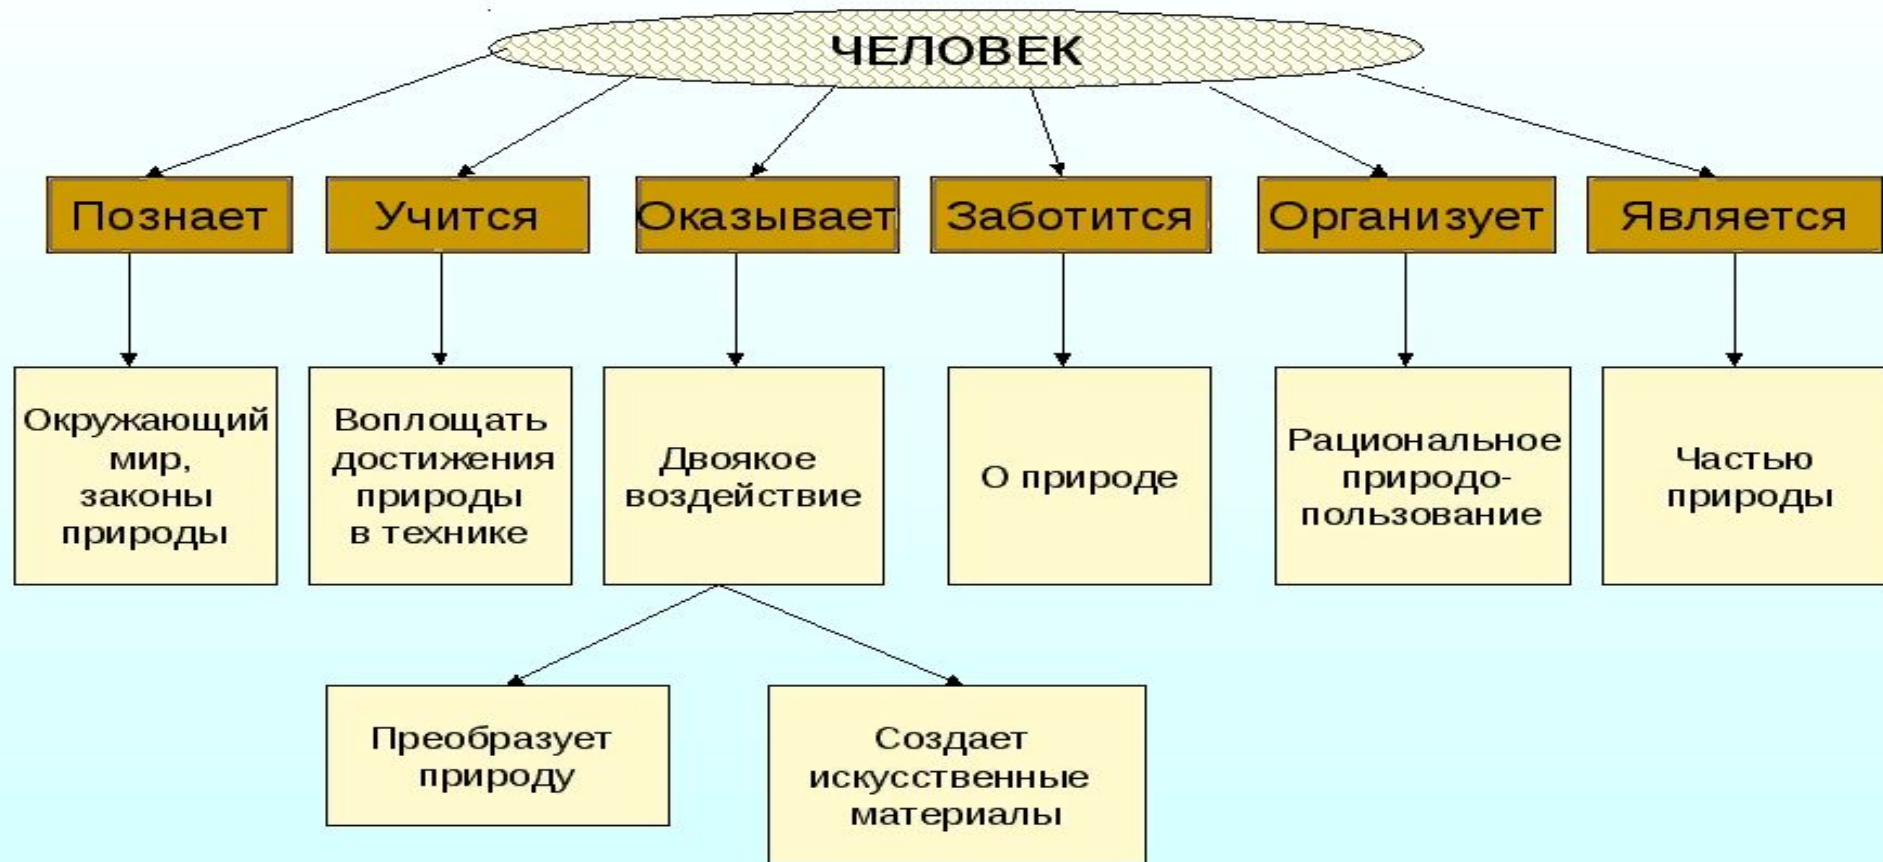 ЧЕЛОВЕК
Познает
Учится
Оказывает
Заботится
Организует
Является
Окружающий
мир,
законы
природы
Воплощать
достижения
природы
в технике
Двоякое
воздействие
О природе
Рациональное
природо-
пользование
Частью
природы
Преобразует
природу
Создает
искусственные
материалы